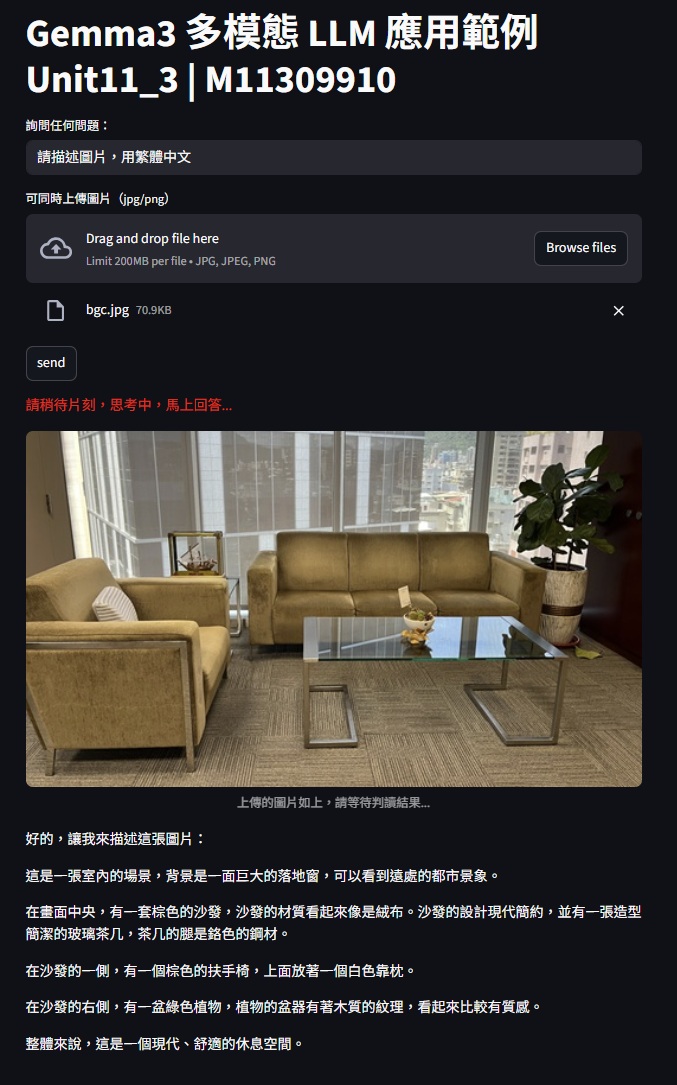 Gemma3 多模態 LLM 應用範例
Unit11_3 | M11309910
詢問任何問題：
請描述圖片，用繁體中文
可同時上傳圖片（jpg/png）
Drag and drop file here
Limit 200MB per file • JPG, JPEG, PNG
Browse files
bgc.jpg 70.9KB
send
請稍待片刻，思考中，馬上回答...
上傳的圖片如上，請等待判讀結果...
好的，讓我來描述這張圖片：
這是一張室內的場景，背景是一面巨大的落地窗，可以看到遠處的都市景象。
在畫面中央，有一套棕色的沙發，沙發的材質看起來像是絨布。沙發的設計現代簡約，並有一張造型
簡潔的玻璃茶几，茶几的腿是銘色的鋼材。
在沙發的一側，有一個棕色的扶手椅，上面放著一個白色靠枕。
在沙發的右側，有一盆綠色植物，植物的盆器有著木質的紋理，看起來比較有質感。
整體來說，這是一個現代、舒適的休息空間。